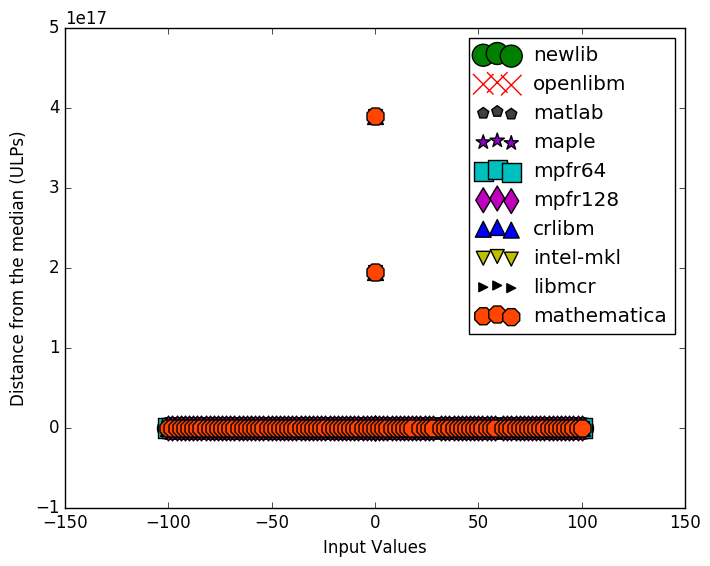 1e17
5
4
3
2
1
0
−1
−150
−100
−50
0
50
100
150
Distance from the median (ULPs)
Input Values
newlib
openlibm
matlab
maple
mpfr64
mpfr128
crlibm
intel-mkl
libmcr
mathematica